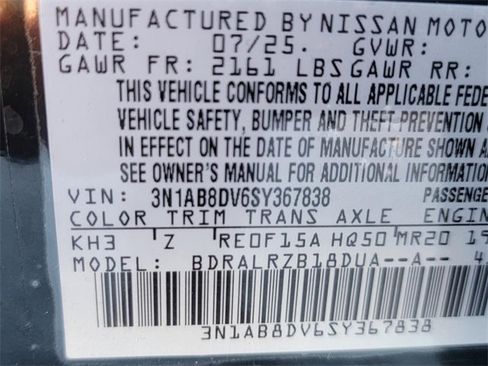 MANUFACTURED BY NISSAN MOTO
DATE: 07/25. GVWR:
GAWR FR: 2161 LBS GAWR RR:
THIS VEHICLE CONFORMS TO ALL APPLICABLE FEDE
VEHICLE SAFETY, BUMPER AND THEFT PREVENTION
IN EFFECT ON THE DATE OF MANUFACTURE SHOWN
SEE OWNER'S MANUAL FOR ADDITIONAL INFORMATION
VIN: 3N1AB8DV6SY367838 PASSENGE
COLOR TRIM TRANS AXLE ENGIN
KH3 Z RE0F15A HQ50 MR20 19
MODEL: BDRALRZB18DUA--A-- 4
3N1AB8DV6SY367838